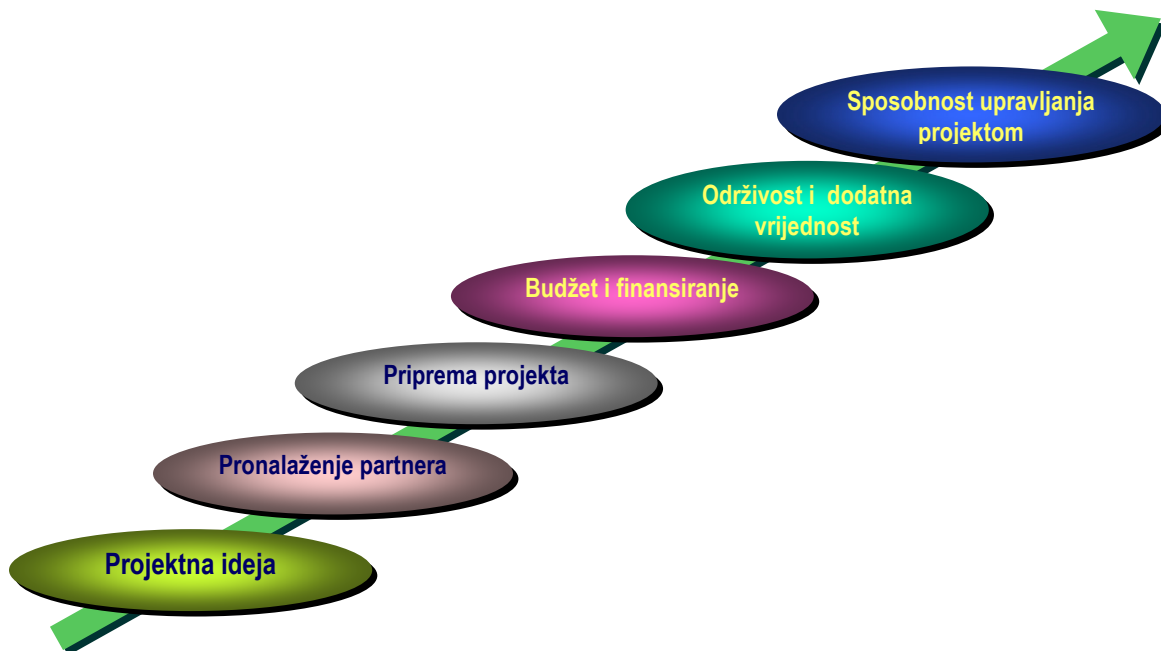 Sposobnost upravljanja
projektom
Održivost i  dodatna
vrijednost
Budžet i finansiranje
Priprema projekta
Pronalaženje partnera
Projektna ideja